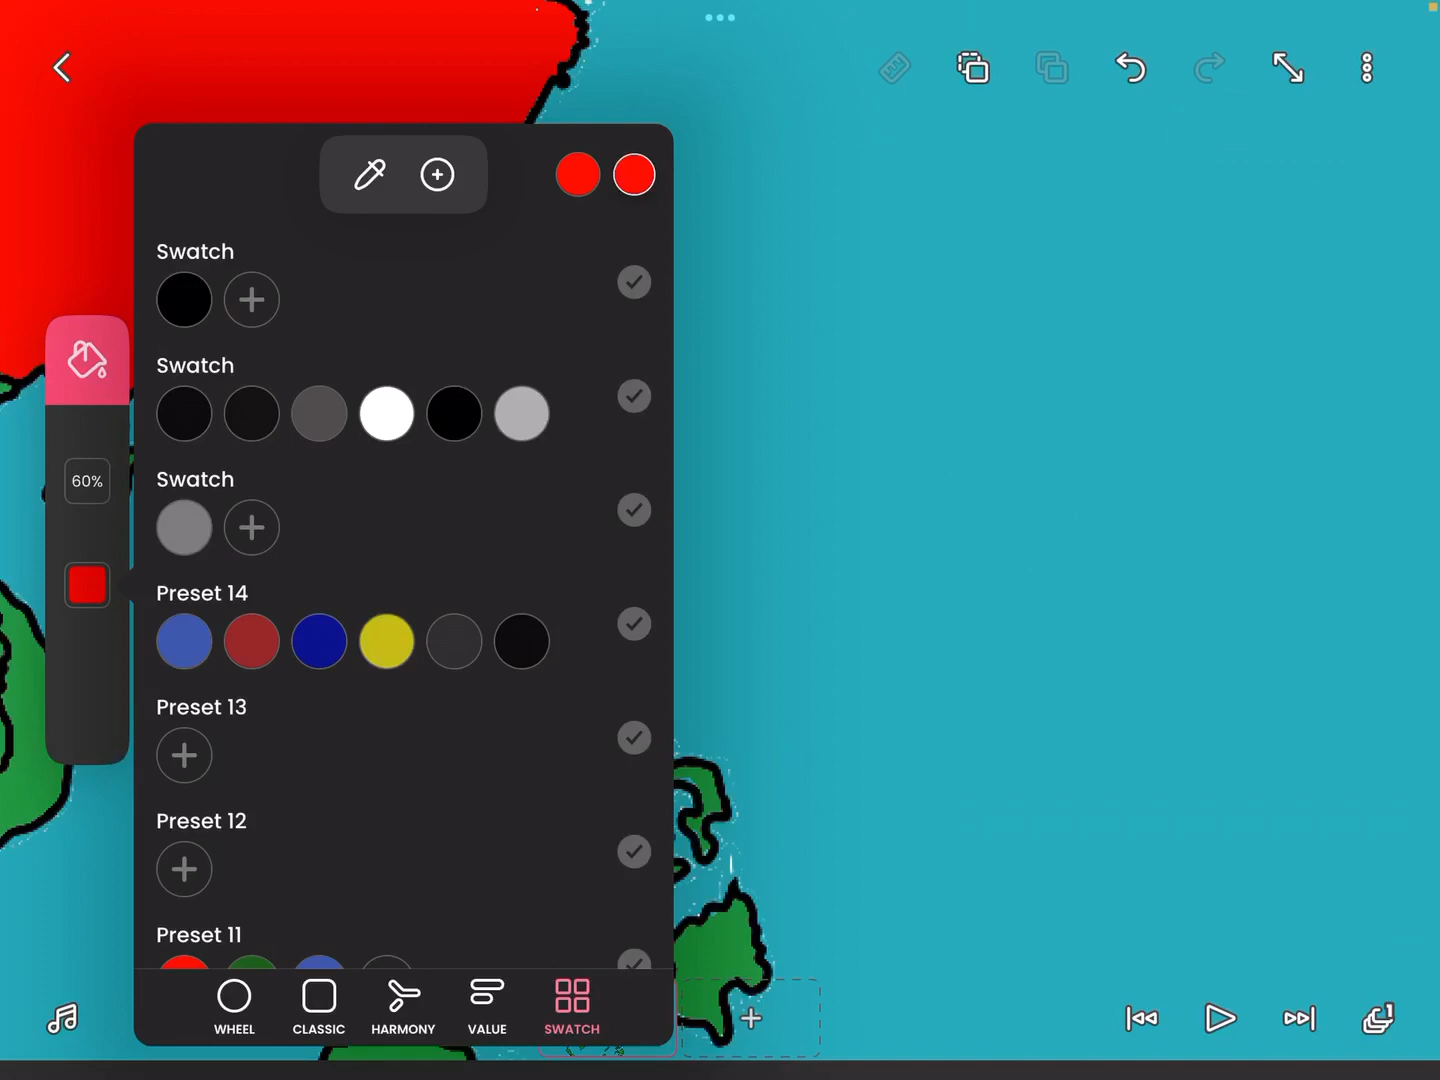 Swatch
Swatch
60%
Swatch
Preset 14
Preset 13
Preset 12
Preset 11
WHEEL
CLASSIC
HARMONY
VALUE
SWATCH